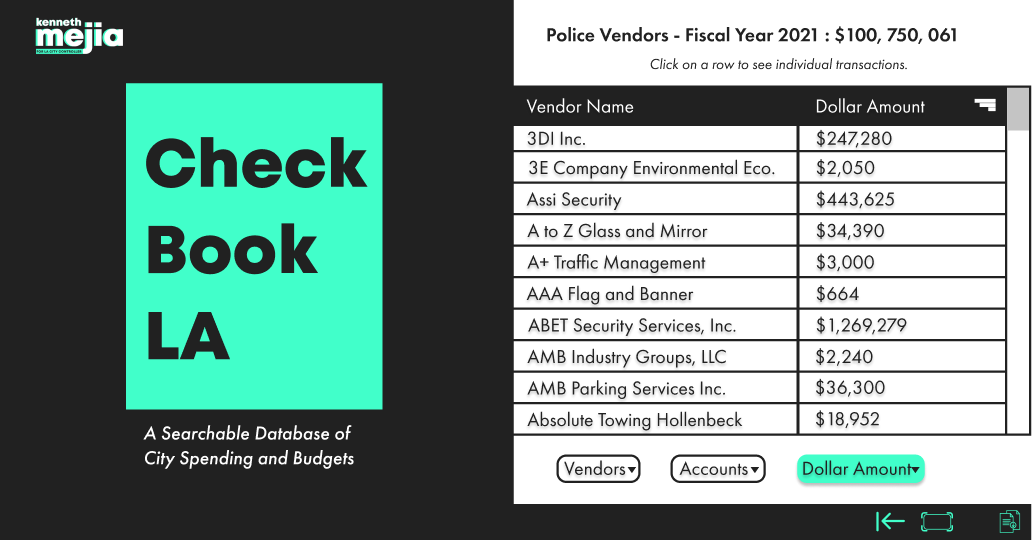 kenneth
mejia
FOR LA CITY CONTROLLER
Check
Book
LA
A Searchable Database of
City Spending and Budgets
Police Vendors - Fiscal Year 2021 : $100, 750, 061
Click on a row to see individual transactions.
Vendor Name Dollar Amount
3DI Inc. $247,280
3E Company Environmental Eco. $2,050
Assi Security $443,625
A to Z Glass and Mirror $34,390
A+ Traffic Management $3,000
AAA Flag and Banner $664
ABET Security Services, Inc. $1,269,279
AMB Industry Groups, LLC $2,240
AMB Parking Services Inc. $36,300
Absolute Towing Hollenbeck $18,952
Vendors Accounts Dollar Amount